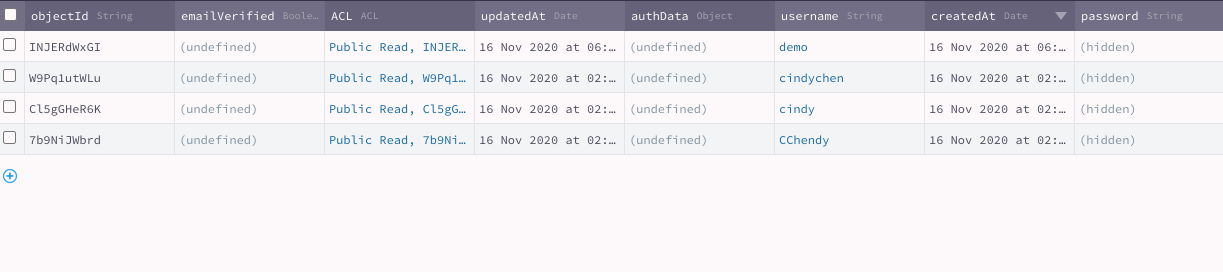 objectId String emailVerified Boole… ACL ACL updatedAt Date authData Object username String createdAt Date password String
INJERdWxGI (undefined) Public Read, INJER… 16 Nov 2020 at 06:… (undefined) demo 16 Nov 2020 at 06:… (hidden)
W9Pq1utWLu (undefined) Public Read, W9Pq1… 16 Nov 2020 at 02:… (undefined) cindychen 16 Nov 2020 at 02:… (hidden)
Cl5gGHeR6K (undefined) Public Read, Cl5gG… 16 Nov 2020 at 02:… (undefined) cindy 16 Nov 2020 at 02:… (hidden)
7b9NiJWbrd (undefined) Public Read, 7b9Ni… 16 Nov 2020 at 02:… (undefined) CChendy 16 Nov 2020 at 02:… (hidden)